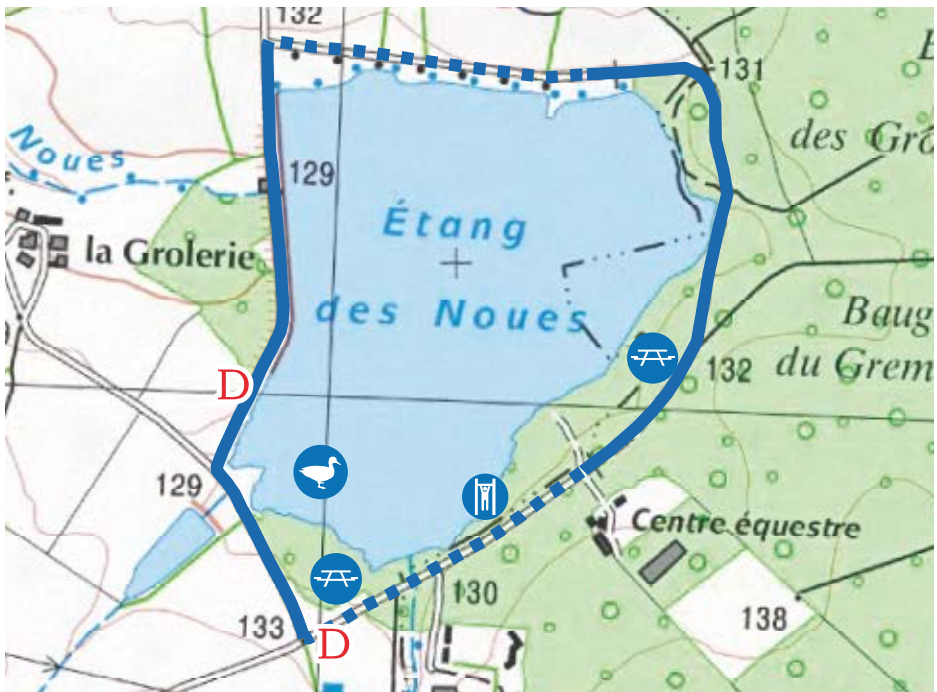 132
131
des Gro
Noues
129
la Grolerie
Étang
des Noues
Baug
du Grem
132
D
129
Centre équestre
130
138
133
D